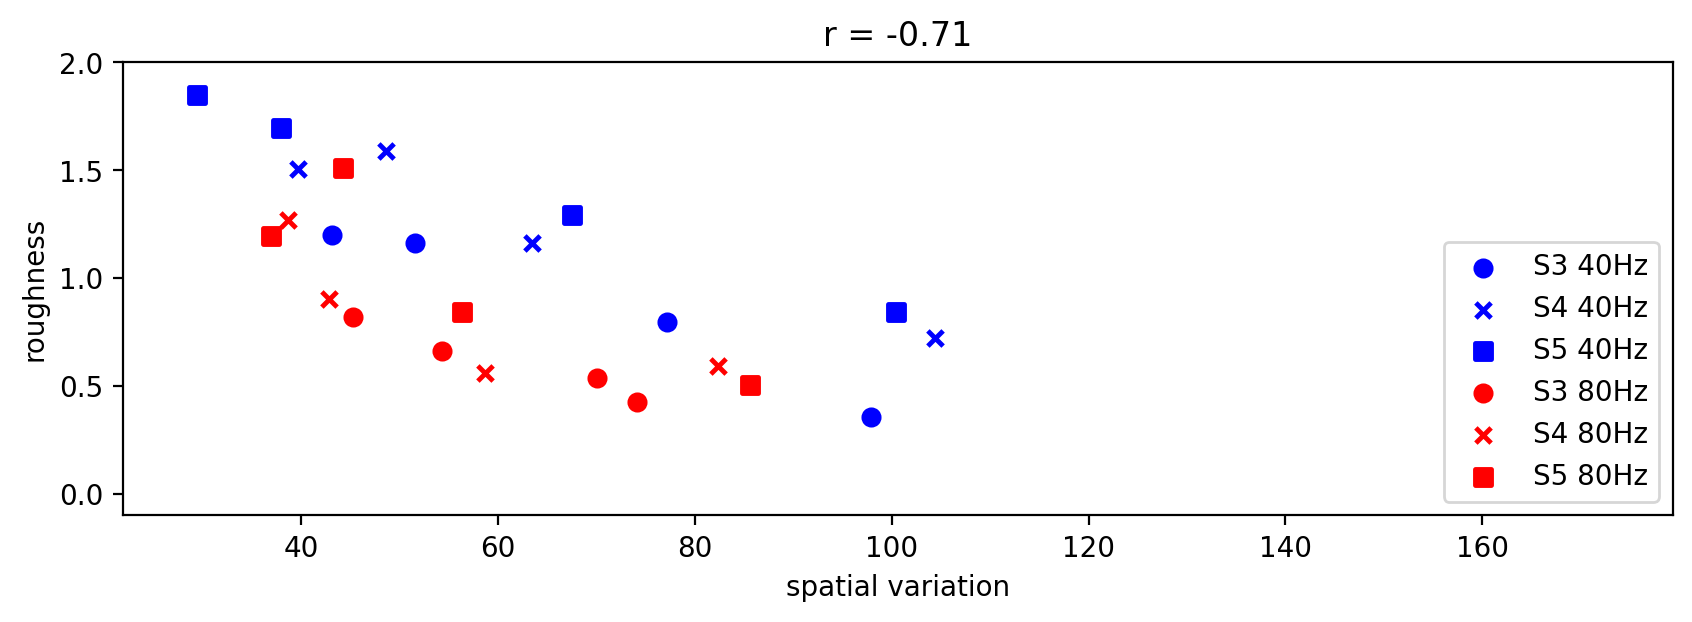 r = -0.71
2.0
1.5
1.0
0.5
0.0
roughness
S3 40Hz
S4 40Hz
S5 40Hz
S3 80Hz
S4 80Hz
S5 80Hz
40 60 80 100 120 140 160
spatial variation